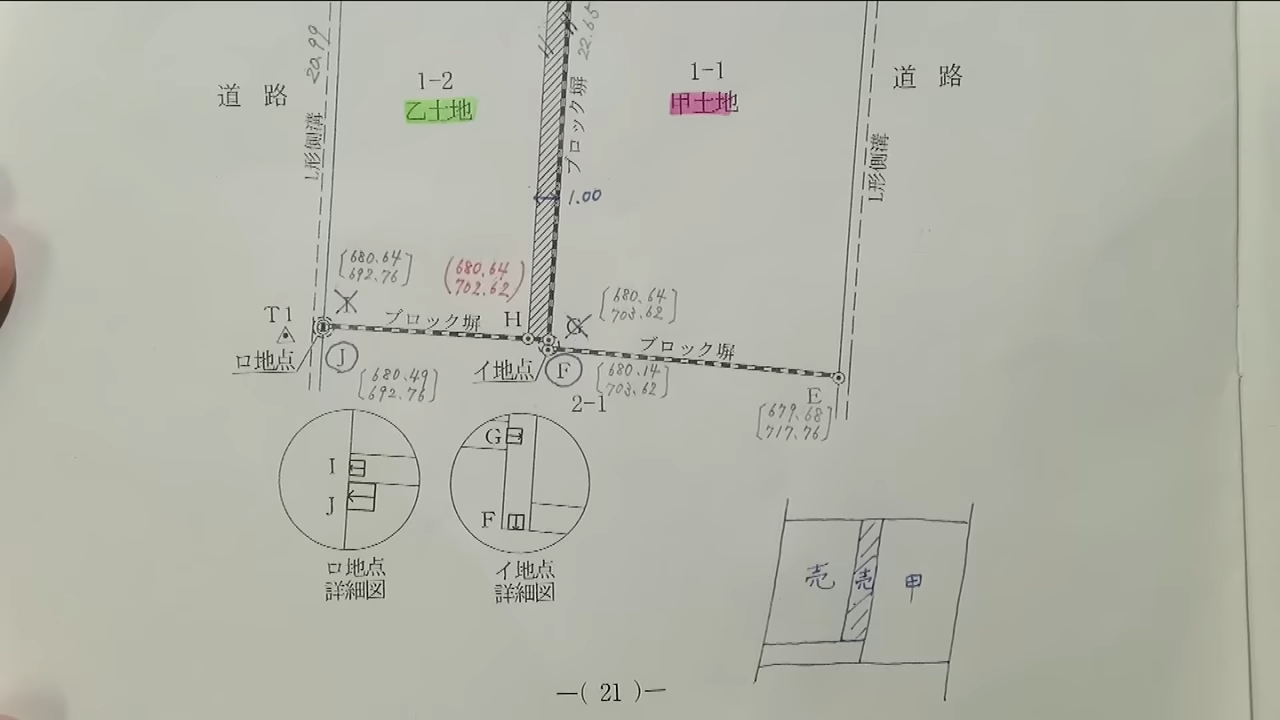 20.99
22.65
道路
1-2
乙土地
ブロック塀
1-1
甲土地
道路
L形側溝
L形側溝
1.00
680.64
692.76
680.64
702.62
680.64
703.62
T1
I
ブロック塀
H
G
ブロック塀
ロ地点
J
イ地点
F
680.49
692.76
680.14
703.62
2-1
E
679.68
717.76
I
J
G
F
ロ地点
詳細図
イ地点
詳細図
売
売
甲
—( 21 )—